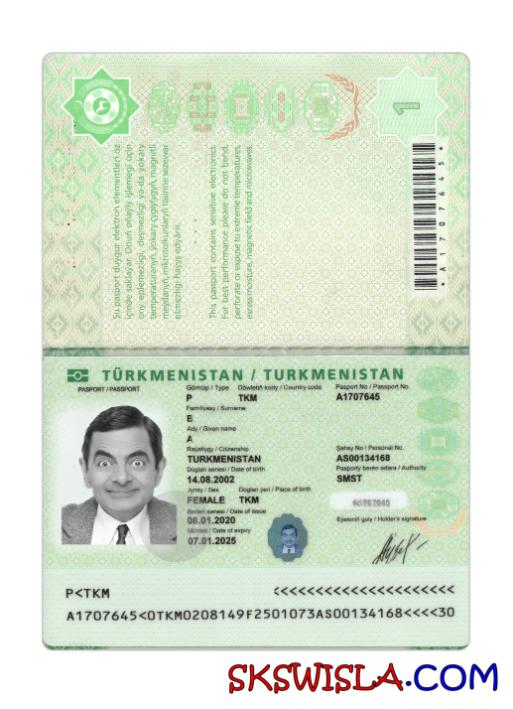 Bu pasport duýgur elektron elementleri öz
içinde saklaýar. Onuň oňaýly işlemegi üçin
ony eplemezligi, deşmezligi ýa-da ýokary
temperaturanyň, ýokary çyglylygyň, magnitli
meýdanyň, mikrotolkunlaryň täsirine sezewar
etmezligi haýyş edýäris.
This passport contains sensitive electronics.
For best performance please do not bend,
perforate or expose to extreme temperatures,
excess moisture, magnetic field and microwaves.
1
*A1707645*
TÜRKMENISTAN / TURKMENISTAN
PASPORT / PASSPORT
Görnüşi / Type Döwletiň kody / Country code Pasport No / Passport No.
P TKM A1707645
Familiýasy / Surname
E
Ady / Given name
A
Raýatlygy / Citizenship Şahsy No / Personal No.
TURKMENISTAN AS00134168
Doglan senesi / Date of birth Pasporty beren edara / Authority
14.08.2002 SMST
Jynsy / Sex Doglan ýeri / Place of birth
FEMALE TKM
A1707645
Berlen senesi / Date of issue Eýesiniň goly / Holder's signature
08.01.2020
Möhleti / Date of expiry
07.01.2025
P<TKM <<<<<<<<<<<<<<<<<<<<<<
A1707645<0TKM0208149F2501073AS00134168<<<<30
SKSWISLA.COM